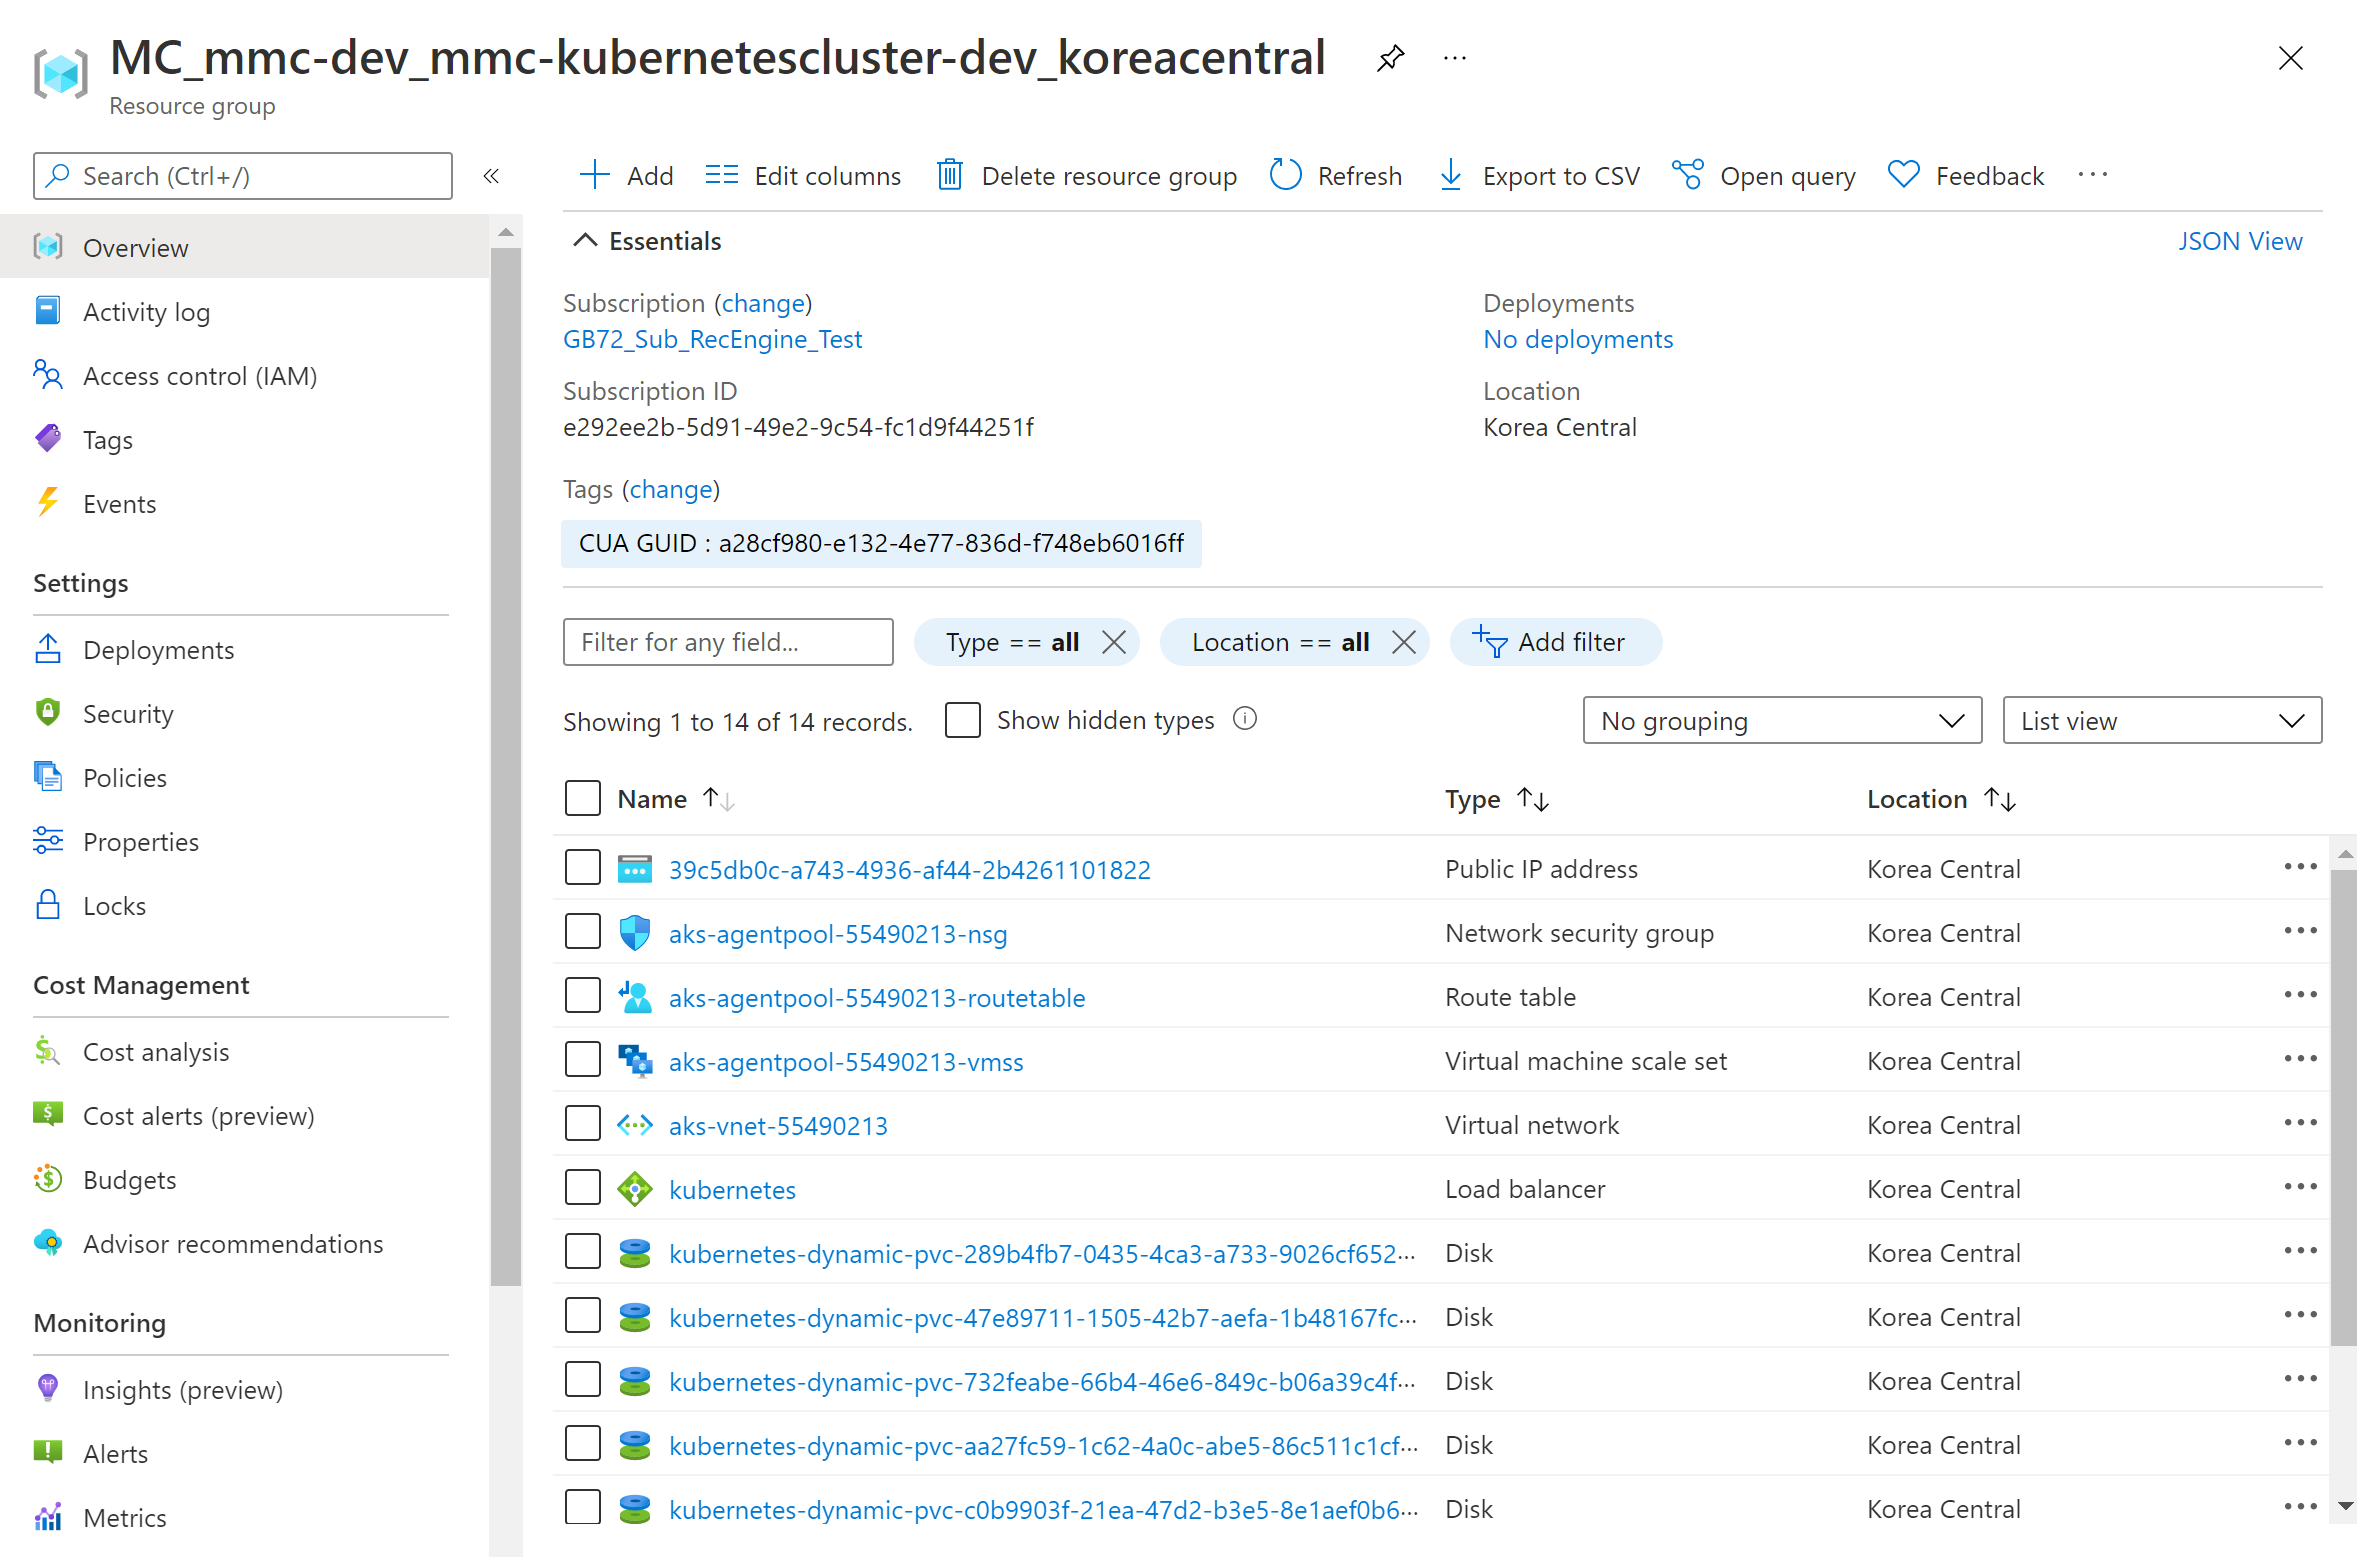 MC_mmc-dev_mmc-kubernetescluster-dev_koreacentral
Resource group
Search (Ctrl+/)
Overview
Activity log
Access control (IAM)
Tags
Events
Settings
Deployments
Security
Policies
Properties
Locks
Cost Management
Cost analysis
Cost alerts (preview)
Budgets
Advisor recommendations
Monitoring
Insights (preview)
Alerts
Metrics
Add Edit columns Delete resource group Refresh Export to CSV Open query Feedback ···
Essentials JSON View
Subscription (change) Deployments
GB72_Sub_RecEngine_Test No deployments
Subscription ID Location
e292ee2b-5d91-49e2-9c54-fc1d9f44251f Korea Central
Tags (change)
CUA GUID : a28cf980-e132-4e77-836d-f748eb6016ff
Filter for any field... Type == all Location == all Add filter
Showing 1 to 14 of 14 records. Show hidden types No grouping List view
Name Type Location
39c5db0c-a743-4936-af44-2b4261101822 Public IP address Korea Central
aks-agentpool-55490213-nsg Network security group Korea Central
aks-agentpool-55490213-routetable Route table Korea Central
aks-agentpool-55490213-vmss Virtual machine scale set Korea Central
aks-vnet-55490213 Virtual network Korea Central
kubernetes Load balancer Korea Central
kubernetes-dynamic-pvc-289b4fb7-0435-4ca3-a733-9026cf652··· Disk Korea Central
kubernetes-dynamic-pvc-47e89711-1505-42b7-aefa-1b48167fc··· Disk Korea Central
kubernetes-dynamic-pvc-732feabe-66b4-46e6-849c-b06a39c4f··· Disk Korea Central
kubernetes-dynamic-pvc-aa27fc59-1c62-4a0c-abe5-86c511c1cf··· Disk Korea Central
kubernetes-dynamic-pvc-c0b9903f-21ea-47d2-b3e5-8e1aef0b6··· Disk Korea Central